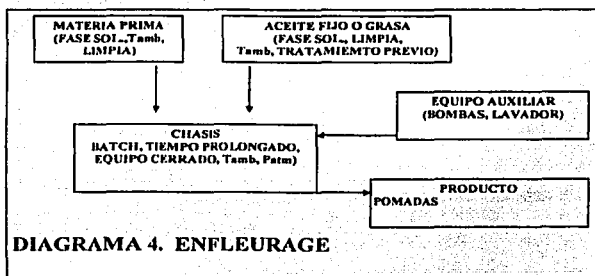 MATERIA PRIMA
(FASE SOL.,Tamb,
LIMPIA)
ACEITE FIJO O GRASA
(FASE SOL., LIMPIA,
Tamb, TRATAMIEMTO PREVIO)
EQUIPO AUXILIAR
(BOMBAS, LAVADOR)
CHASIS
BATCH, TIEMPO PROLONGADO,
EQUIPO CERRADO, Tamb, Patm)
PRODUCTO
POMADAS
DIAGRAMA 4. ENFLEURAGE